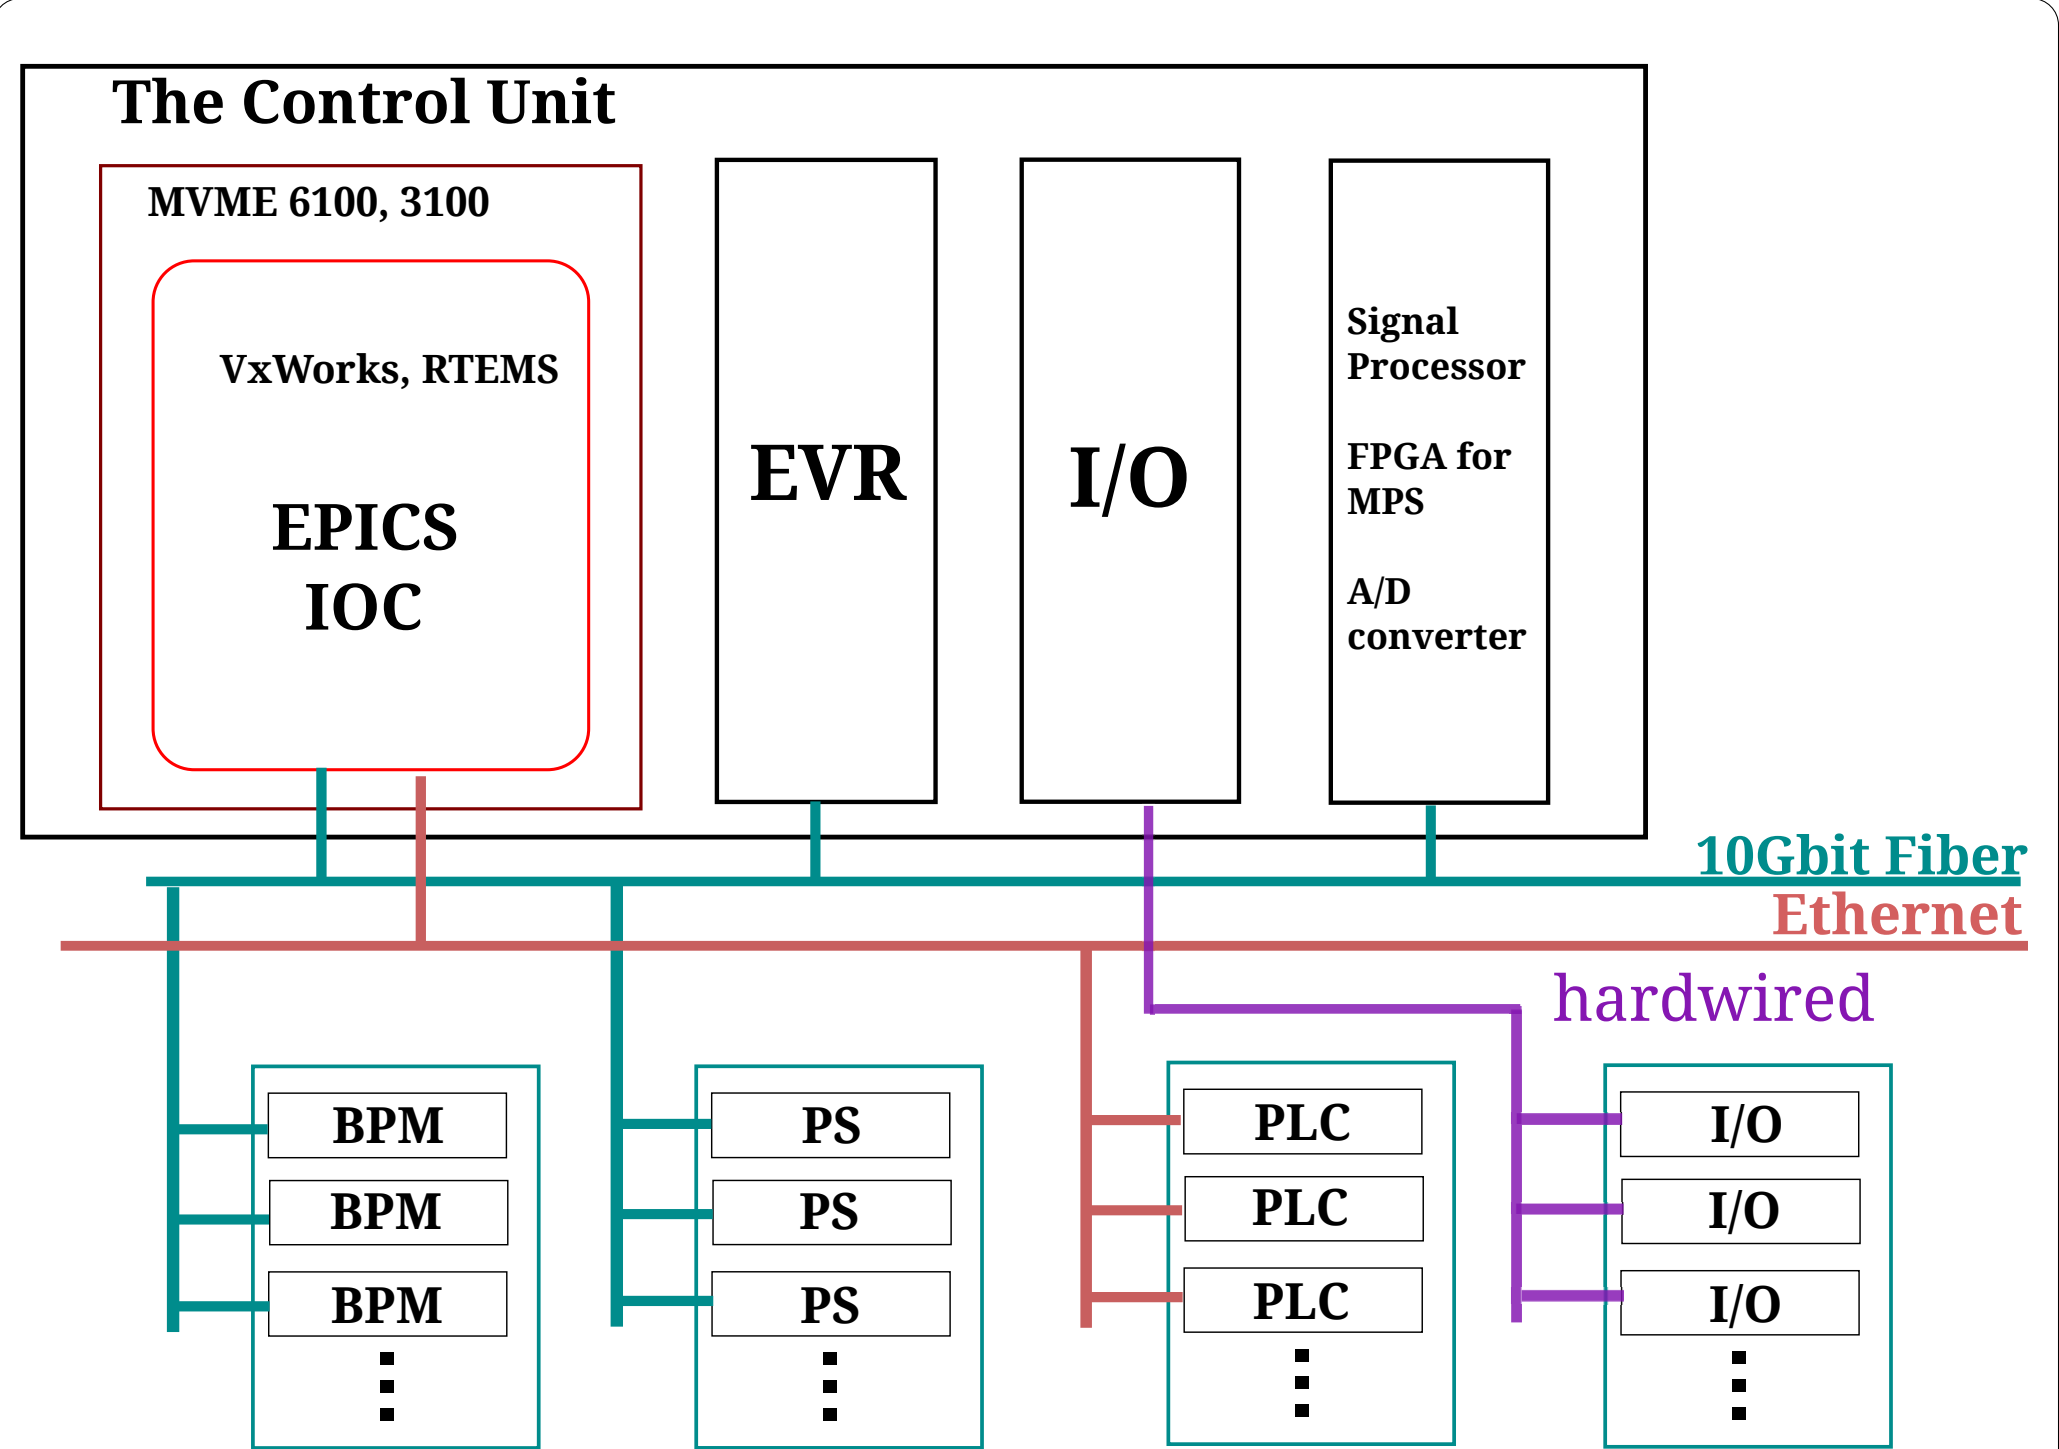 The Control Unit
MVME 6100, 3100
VxWorks, RTEMS
EPICS
IOC
EVR
I/O
Signal
Processor
FPGA for
MPS
A/D
converter
10Gbit Fiber
Ethernet
hardwired
BPM
BPM
BPM
PS
PS
PS
PLC
PLC
PLC
I/O
I/O
I/O